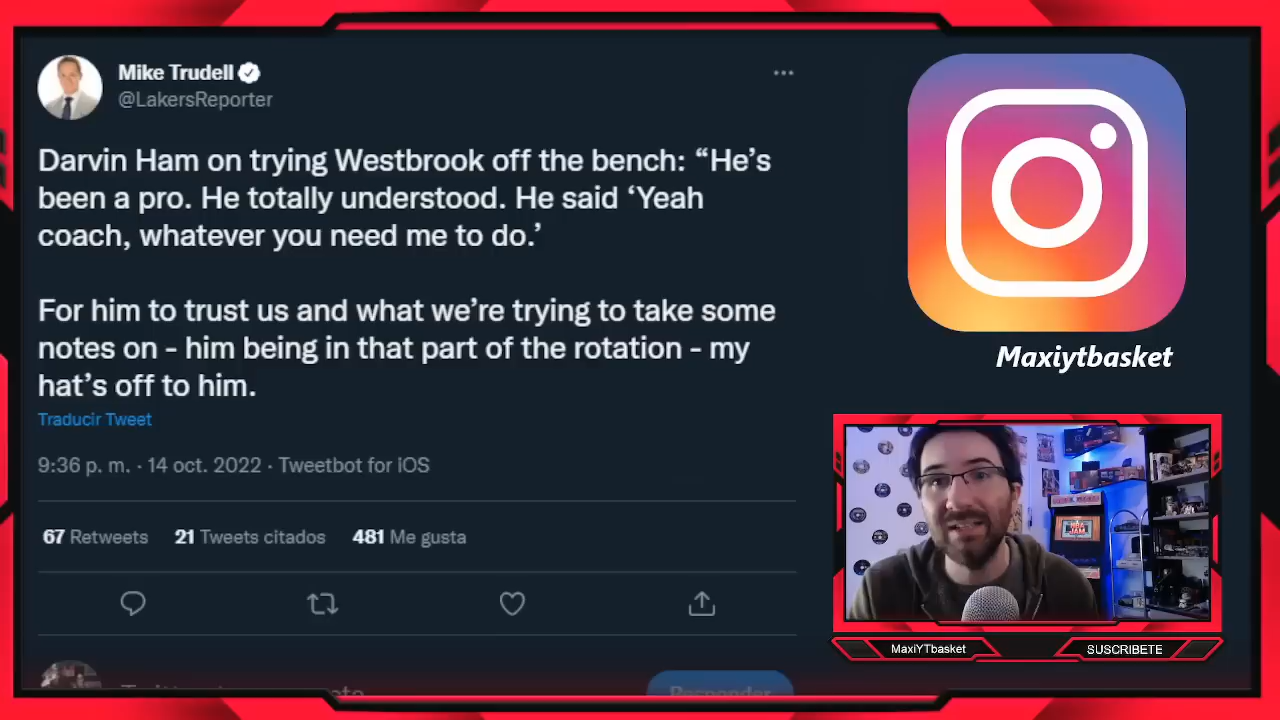 Mike Trudell
@LakersReporter
Darvin Ham on trying Westbrook off the bench: “He’s
been a pro. He totally understood. He said ‘Yeah
coach, whatever you need me to do.’
For him to trust us and what we’re trying to take some
notes on - him being in that part of the rotation - my
hat’s off to him.
Traducir Tweet
9:36 p. m. · 14 oct. 2022 · Tweetbot for iOS
67 Retweets 21 Tweets citados 481 Me gusta
Responder
Maxiytbasket
MaxiYTbasket
SUSCRIBETE